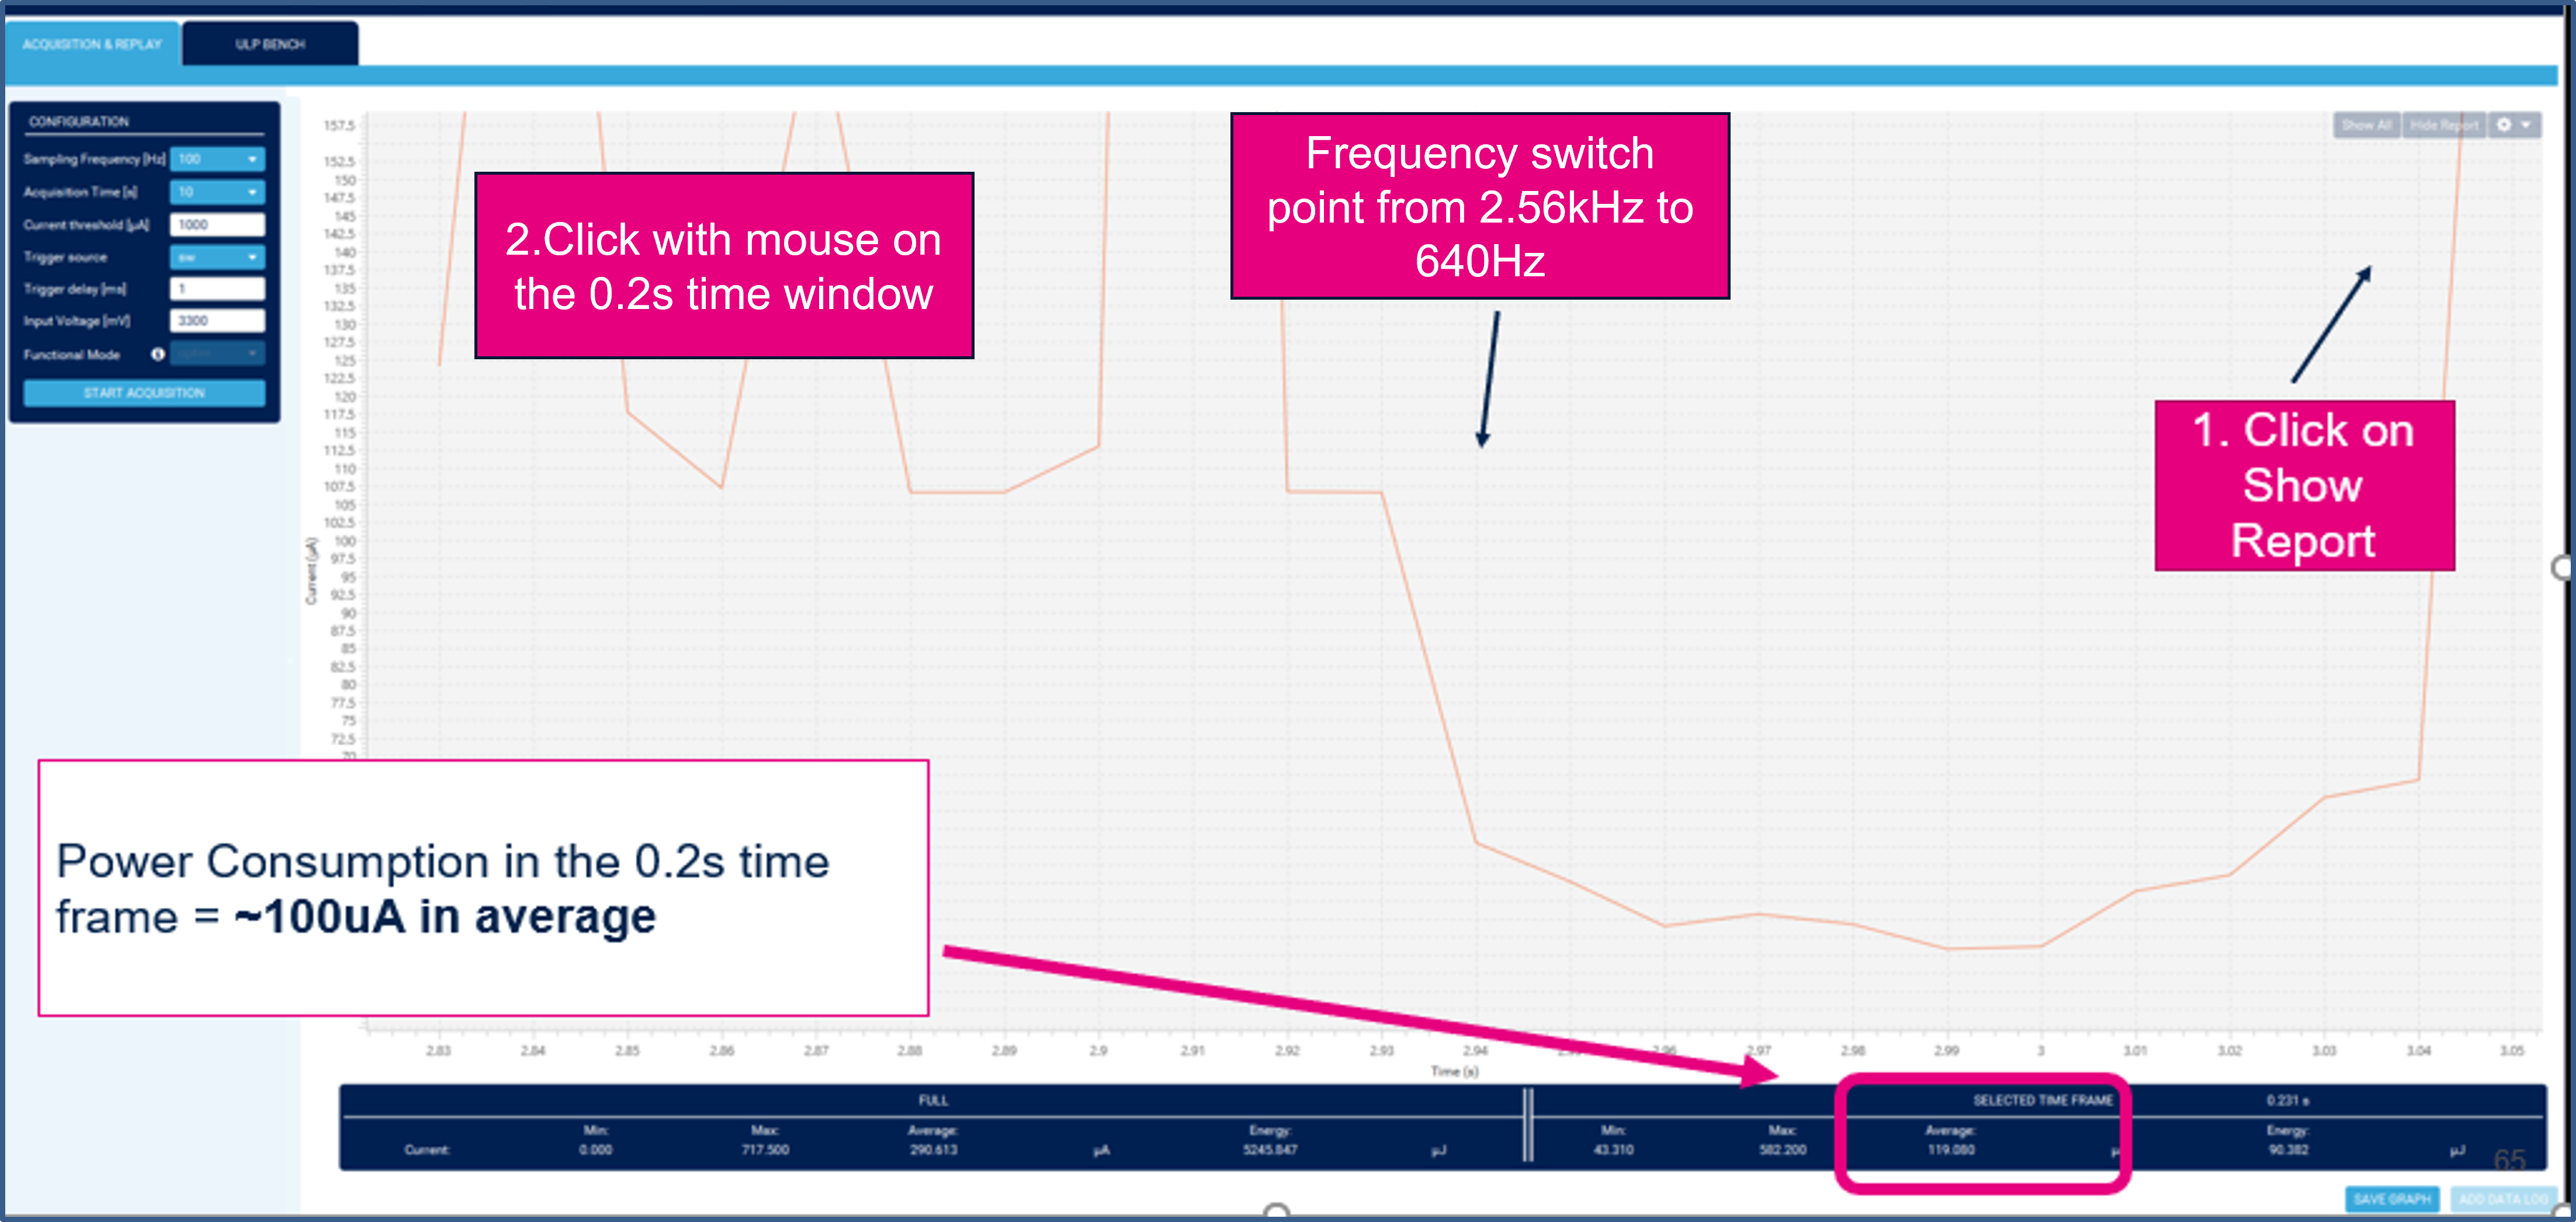 ACQUISITION & REPLAY
ULP BENCH
CONFIGURATION
Sampling Frequency [Hz] 100
Acquisition Time [s] 10
Current threshold [µA] 1000
Trigger source sw
Trigger delay [ms] 1
Input Voltage [mV] 3300
Functional Mode
START ACQUISITION
Show All Hide Report
2.Click with mouse on
the 0.2s time window
Frequency switch
point from 2.56kHz to
640Hz
1. Click on
Show
Report
Current (µA)
157.5
152.5
150
147.5
145
142.5
140
137.5
135
132.5
130
127.5
125
122.5
120
117.5
115
112.5
110
107.5
105
102.5
100
97.5
95
92.5
90
87.5
85
82.5
80
77.5
75
72.5
70
Power Consumption in the 0.2s time
frame = ~100uA in average
2.83 2.84 2.85 2.86 2.87 2.88 2.89 2.9 2.91 2.92 2.93 2.94 2.96 2.97 2.98 2.99 3 3.01 3.02 3.03 3.04 3.05
Time (s)
FULL
Min: Max: Average: Energy:
Current: 0.000 717.500 290.613 µA 5245.847 µJ
SELECTED TIME FRAME 0.231 s
Min: Max: Average: Energy:
43.310 582.200 119.080 90.382 µJ
65
SAVE GRAPH ADD DATA LOG